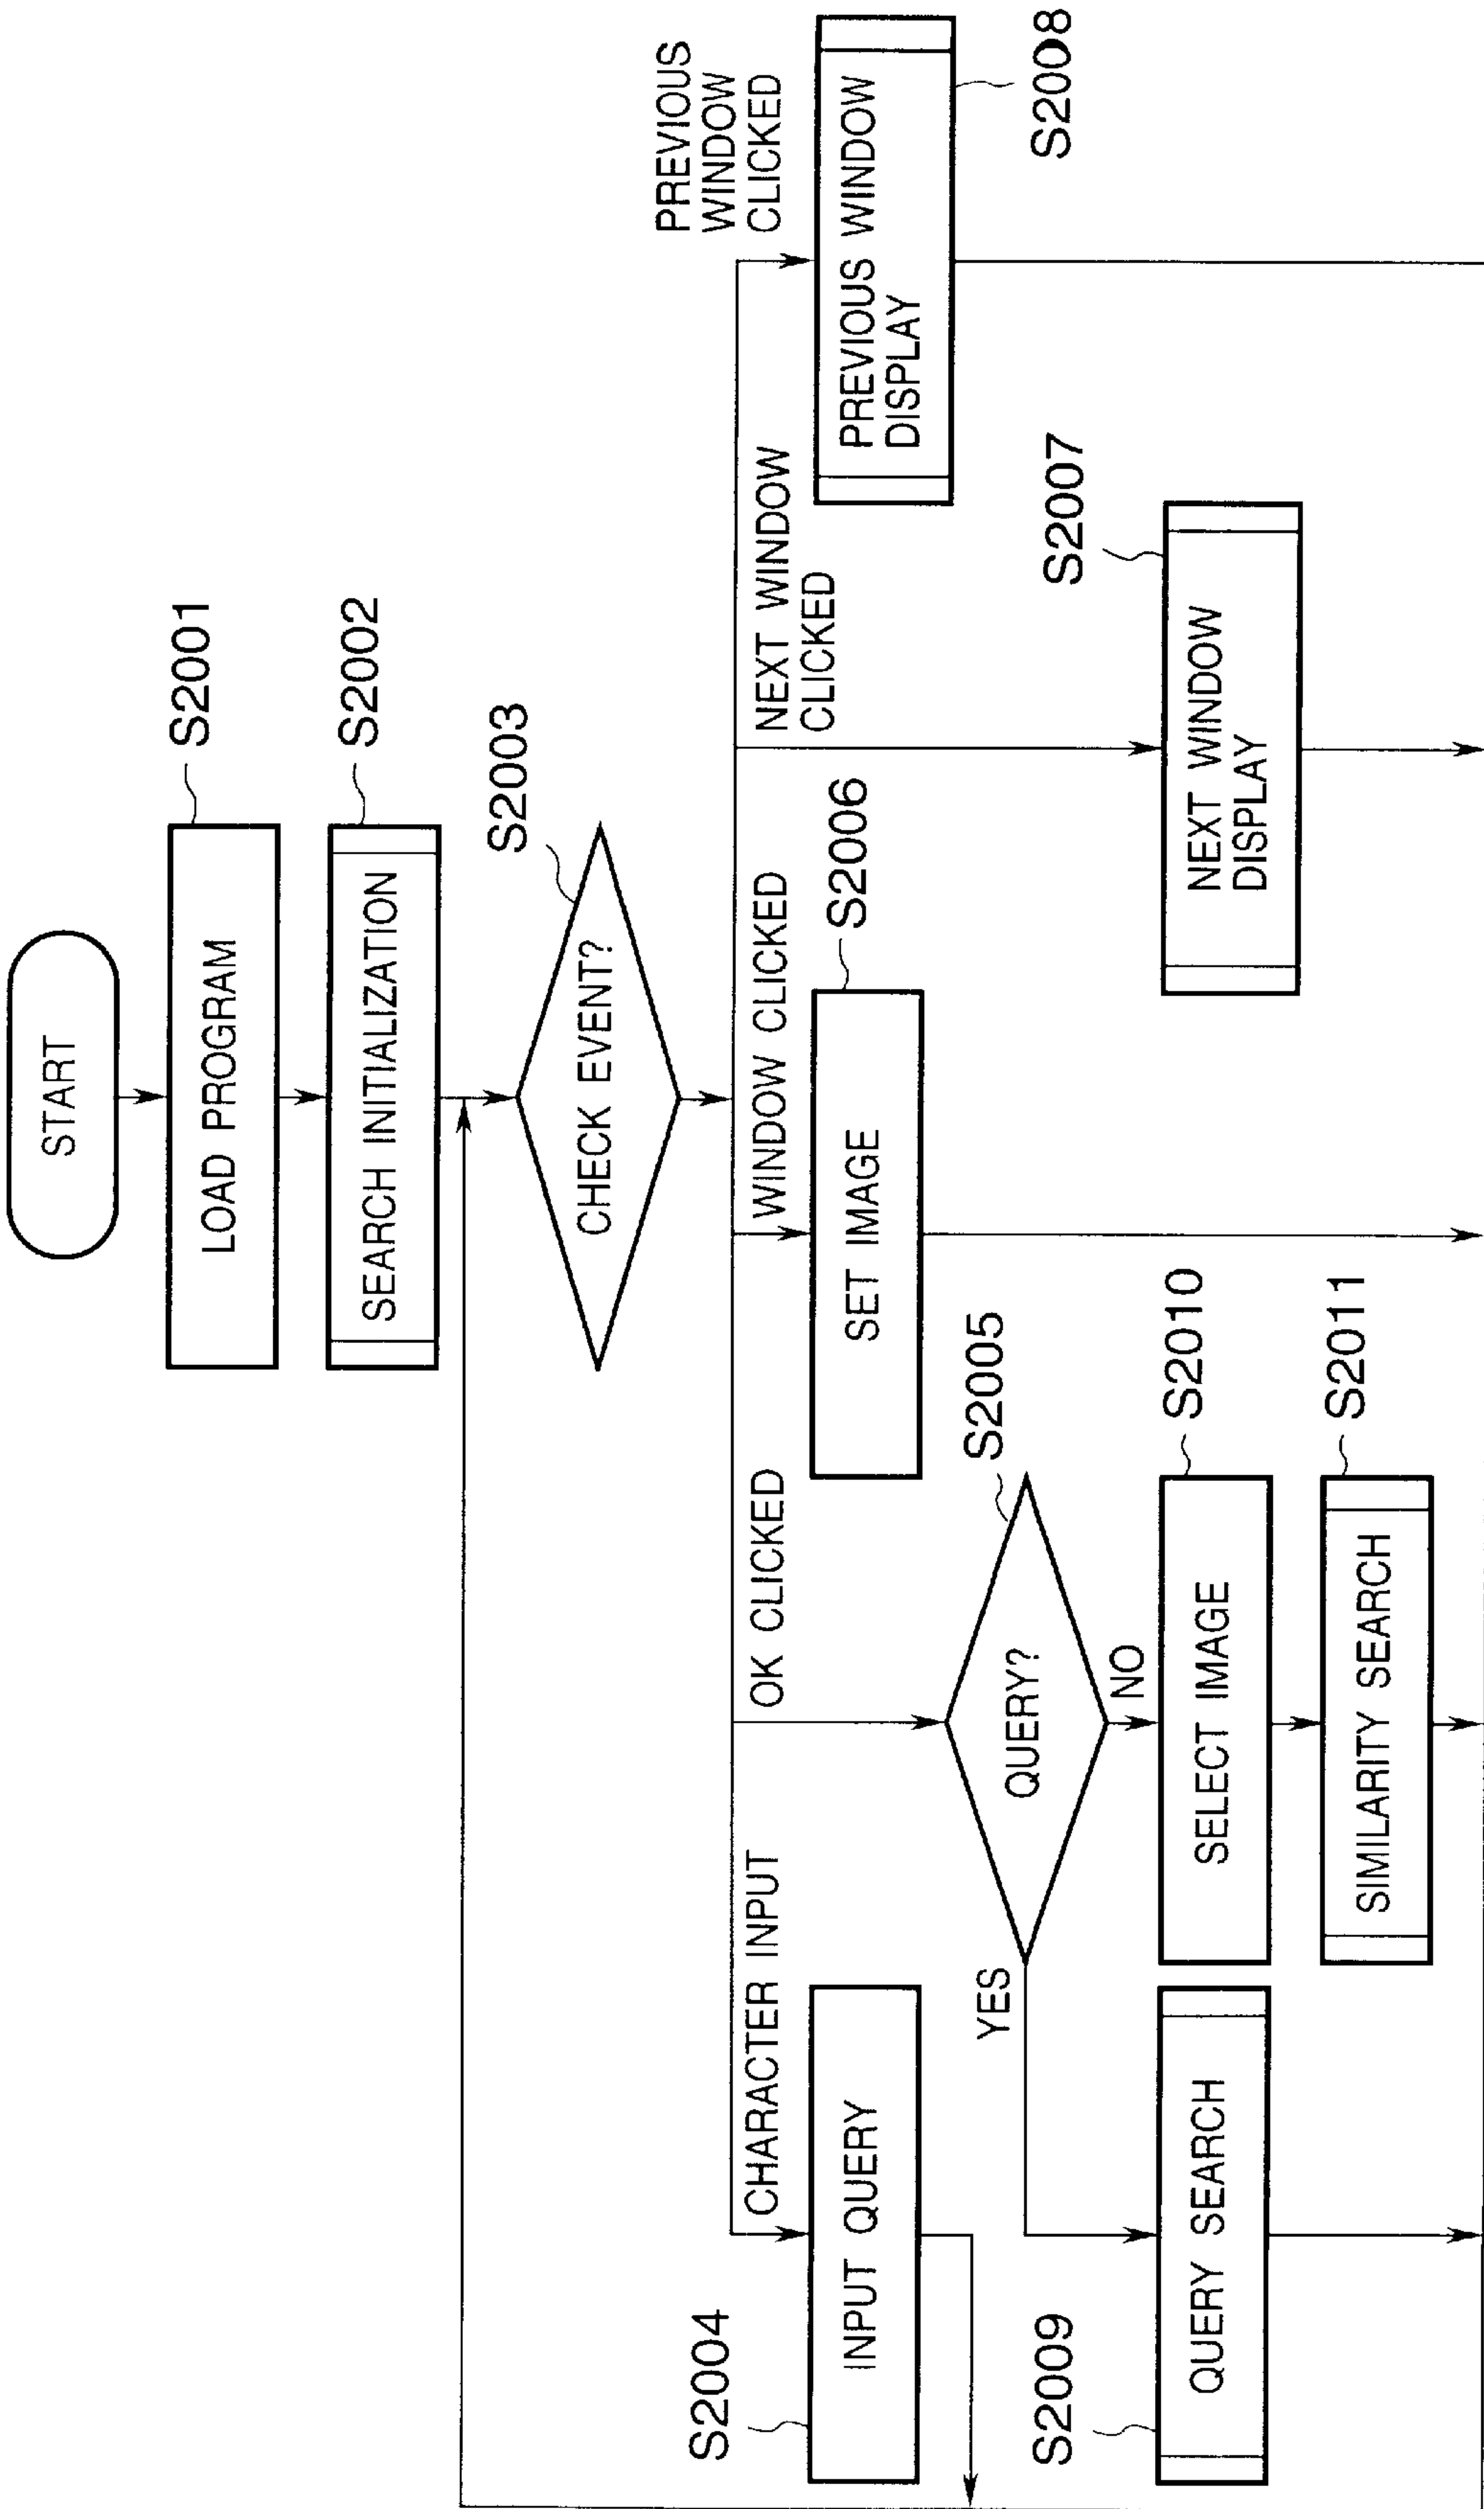 START
LOAD PROGRAM
S2001
SEARCH INITIALIZATION
S2002
CHECK EVENT?
S2003
CHARACTER INPUT
OK CLICKED
WINDOW CLICKED
NEXT WINDOW
CLICKED
PREVIOUS
WINDOW
CLICKED
S2004
INPUT QUERY
S2005
QUERY?
YES
NO
SET IMAGE
S2006
NEXT WINDOW
DISPLAY
S2007
PREVIOUS WINDOW
DISPLAY
S2008
S2009
QUERY SEARCH
SELECT IMAGE
S2010
SIMILARITY SEARCH
S2011